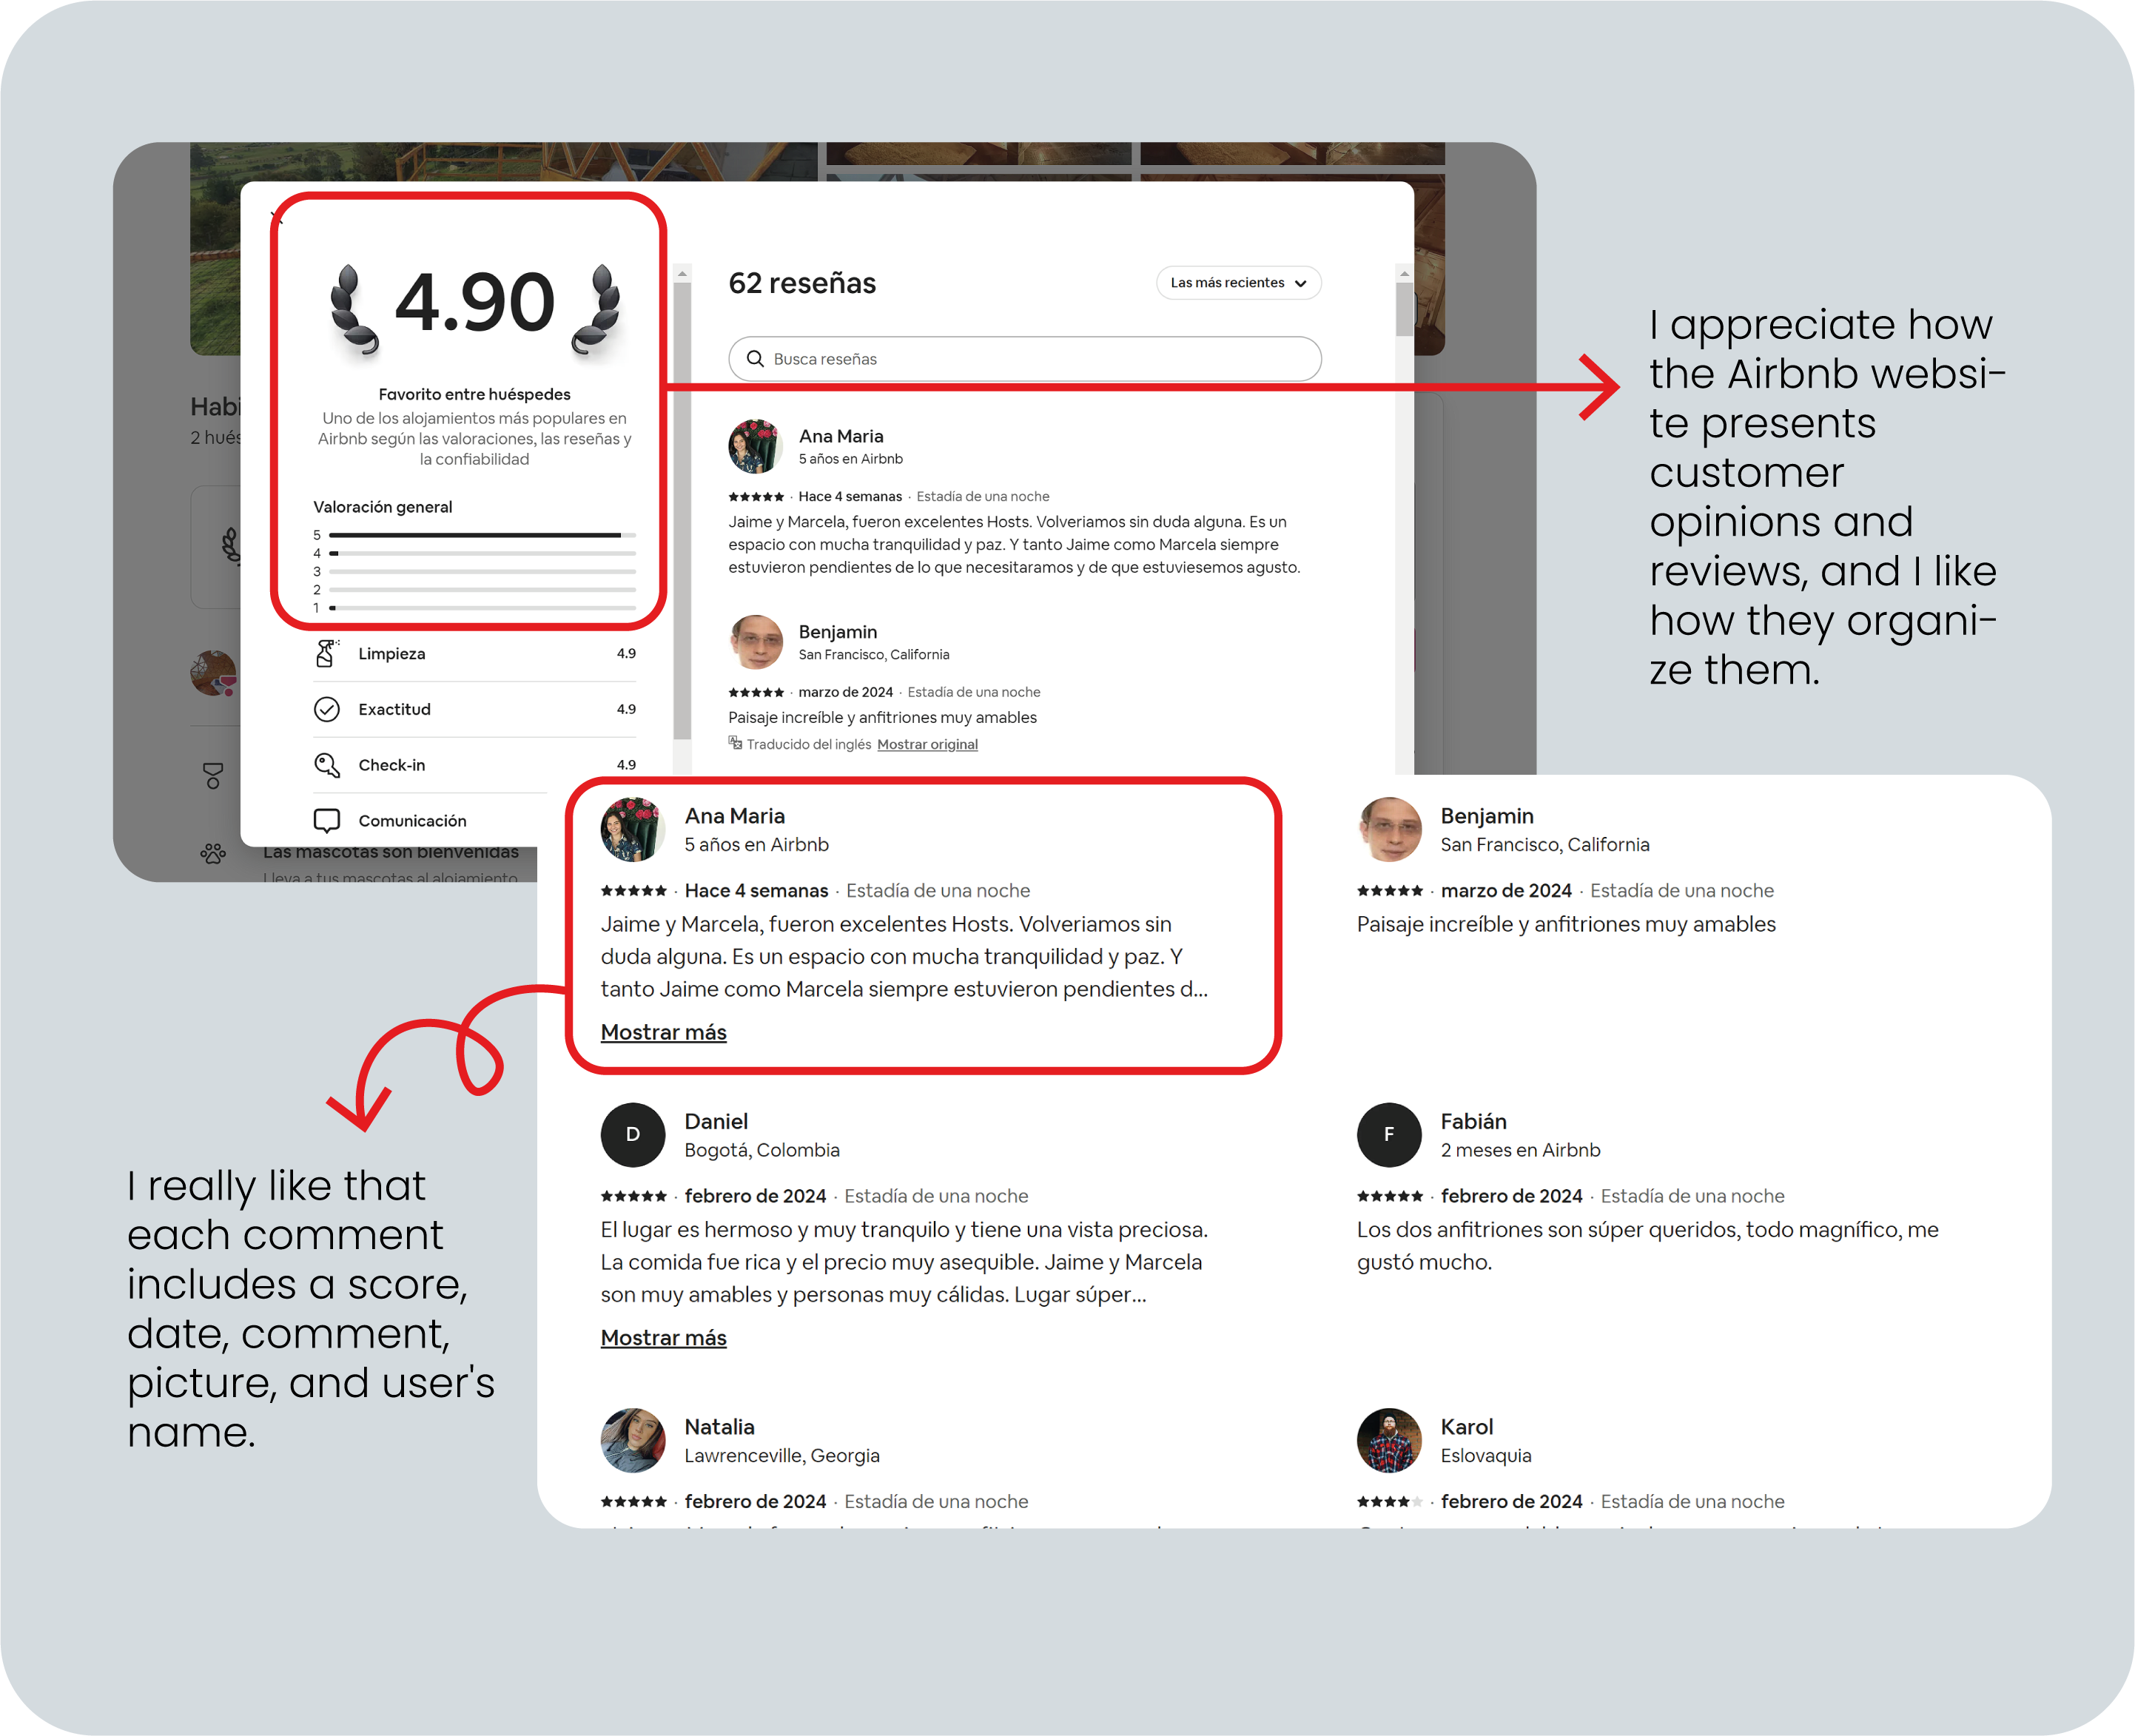 4.90
Favorito entre huéspedes
Uno de los alojamientos más populares en
Airbnb según las valoraciones, las reseñas y
la confiabilidad
Valoración general
5
4
3
2
1
Limpieza 4.9
Exactitud 4.9
Check-in 4.9
Comunicación
Habi
2 hués
Las mascotas son bienvenidas
Lleva a tus mascotas al alojamiento
62 reseñas
Las más recientes
Busca reseñas
Ana Maria
5 años en Airbnb
★★★★★ · Hace 4 semanas · Estadía de una noche
Jaime y Marcela, fueron excelentes Hosts. Volveriamos sin duda alguna. Es un
espacio con mucha tranquilidad y paz. Y tanto Jaime como Marcela siempre
estuvieron pendientes de lo que necesitaramos y de que estuviesemos agusto.
Benjamin
San Francisco, California
★★★★★ · marzo de 2024 · Estadía de una noche
Paisaje increíble y anfitriones muy amables
Traducido del inglés Mostrar original
I appreciate how
the Airbnb websi-
te presents
customer
opinions and
reviews, and I like
how they organi-
ze them.
Ana Maria
5 años en Airbnb
★★★★★ · Hace 4 semanas · Estadía de una noche
Jaime y Marcela, fueron excelentes Hosts. Volveriamos sin
duda alguna. Es un espacio con mucha tranquilidad y paz. Y
tanto Jaime como Marcela siempre estuvieron pendientes d...
Mostrar más
Benjamin
San Francisco, California
★★★★★ · marzo de 2024 · Estadía de una noche
Paisaje increíble y anfitriones muy amables
D
Daniel
Bogotá, Colombia
★★★★★ · febrero de 2024 · Estadía de una noche
El lugar es hermoso y muy tranquilo y tiene una vista preciosa.
La comida fue rica y el precio muy asequible. Jaime y Marcela
son muy amables y personas muy cálidas. Lugar súper...
Mostrar más
F
Fabián
2 meses en Airbnb
★★★★★ · febrero de 2024 · Estadía de una noche
Los dos anfitriones son súper queridos, todo magnífico, me
gustó mucho.
Natalia
Lawrenceville, Georgia
★★★★★ · febrero de 2024 · Estadía de una noche
Karol
Eslovaquia
★★★★★ · febrero de 2024 · Estadía de una noche
I really like that
each comment
includes a score,
date, comment,
picture, and user's
name.